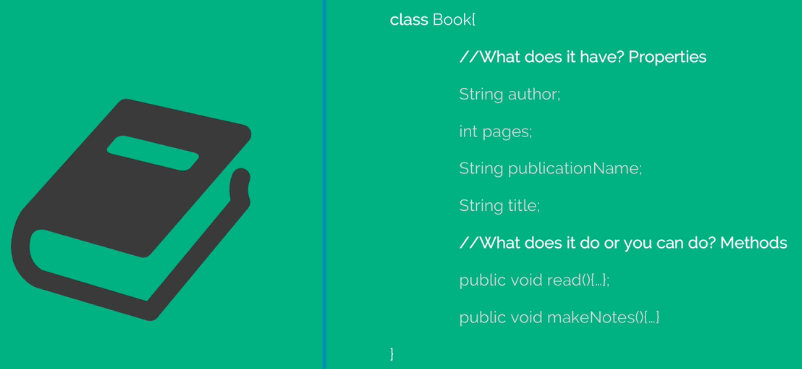 class Book{
//What does it have? Properties
String author;
int pages;
String publicationName;
String title;
//What does it do or you can do? Methods
public void read(){...};
public void makeNotes(){...}
}